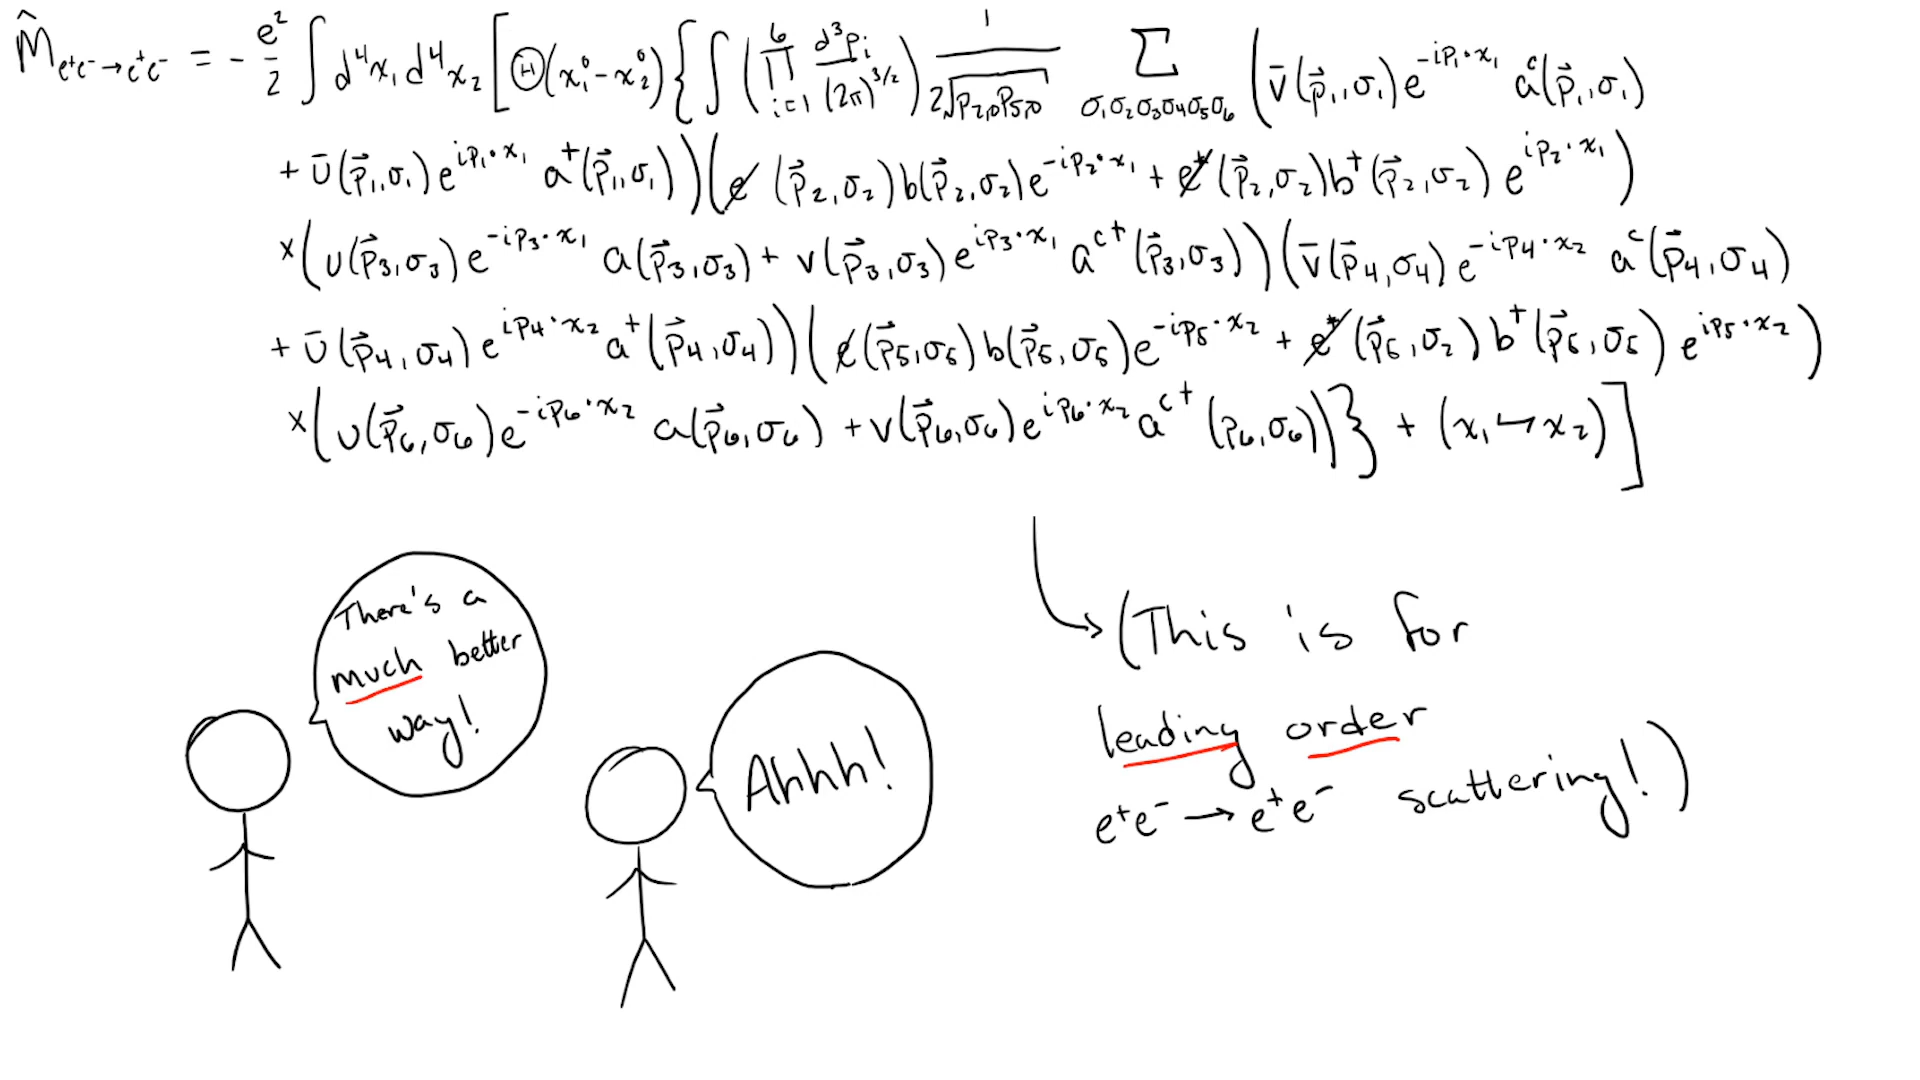 M̂_{e⁺e⁻→e⁺e⁻} = - e²/2 ∫ d⁴x₁ d⁴x₂ [ Θ(x₁⁰-x₂⁰) { ∫ ( ∏_{i=1}^{6} d³pᵢ/(2π)^{3/2} ) 1/(2√(p₂,₀p₅,₀)) ∑_{σ₁σ₂σ₃σ₄σ₅σ₆} ( v̄(p⃗₁,σ₁) e^{-ip₁·x₁} a^c(p⃗₁,σ₁)
+ ū(p⃗₁,σ₁) e^{ip₁·x₁} a†(p⃗₁,σ₁) ) ( ε̸(p⃗₂,σ₂) b(p⃗₂,σ₂) e^{-ip₂·x₁} + ε̸*(p⃗₂,σ₂) b†(p⃗₂,σ₂) e^{ip₂·x₁} )
× ( u(p⃗₃,σ₃) e^{-ip₃·x₁} a(p⃗₃,σ₃) + v(p⃗₃,σ₃) e^{ip₃·x₁} a^{c†}(p⃗₃,σ₃) ) ( v̄(p⃗₄,σ₄) e^{-ip₄·x₂} a^c(p⃗₄,σ₄)
+ ū(p⃗₄,σ₄) e^{ip₄·x₂} a†(p⃗₄,σ₄) ) ( ε̸(p⃗₅,σ₅) b(p⃗₅,σ₅) e^{-ip₅·x₂} + ε̸*(p⃗₅,σ₂) b†(p⃗₅,σ₅) e^{ip₅·x₂} )
× ( u(p⃗₆,σ₆) e^{-ip₆·x₂} a(p⃗₆,σ₆) + v(p⃗₆,σ₆) e^{ip₆·x₂} a^{c†}(p₆,σ₆) ) } + (x₁↔x₂) ]
There's a
much better
way!
Ahhh!
(This is for
leading order
e⁺e⁻ → e⁺e⁻ scattering!)